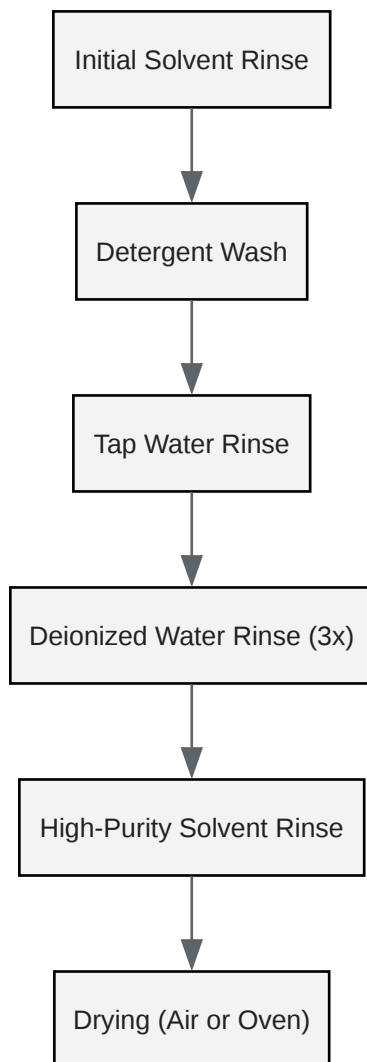 Initial Solvent Rinse
Detergent Wash
Tap Water Rinse
Deionized Water Rinse (3x)
High-Purity Solvent Rinse
Drying (Air or Oven)